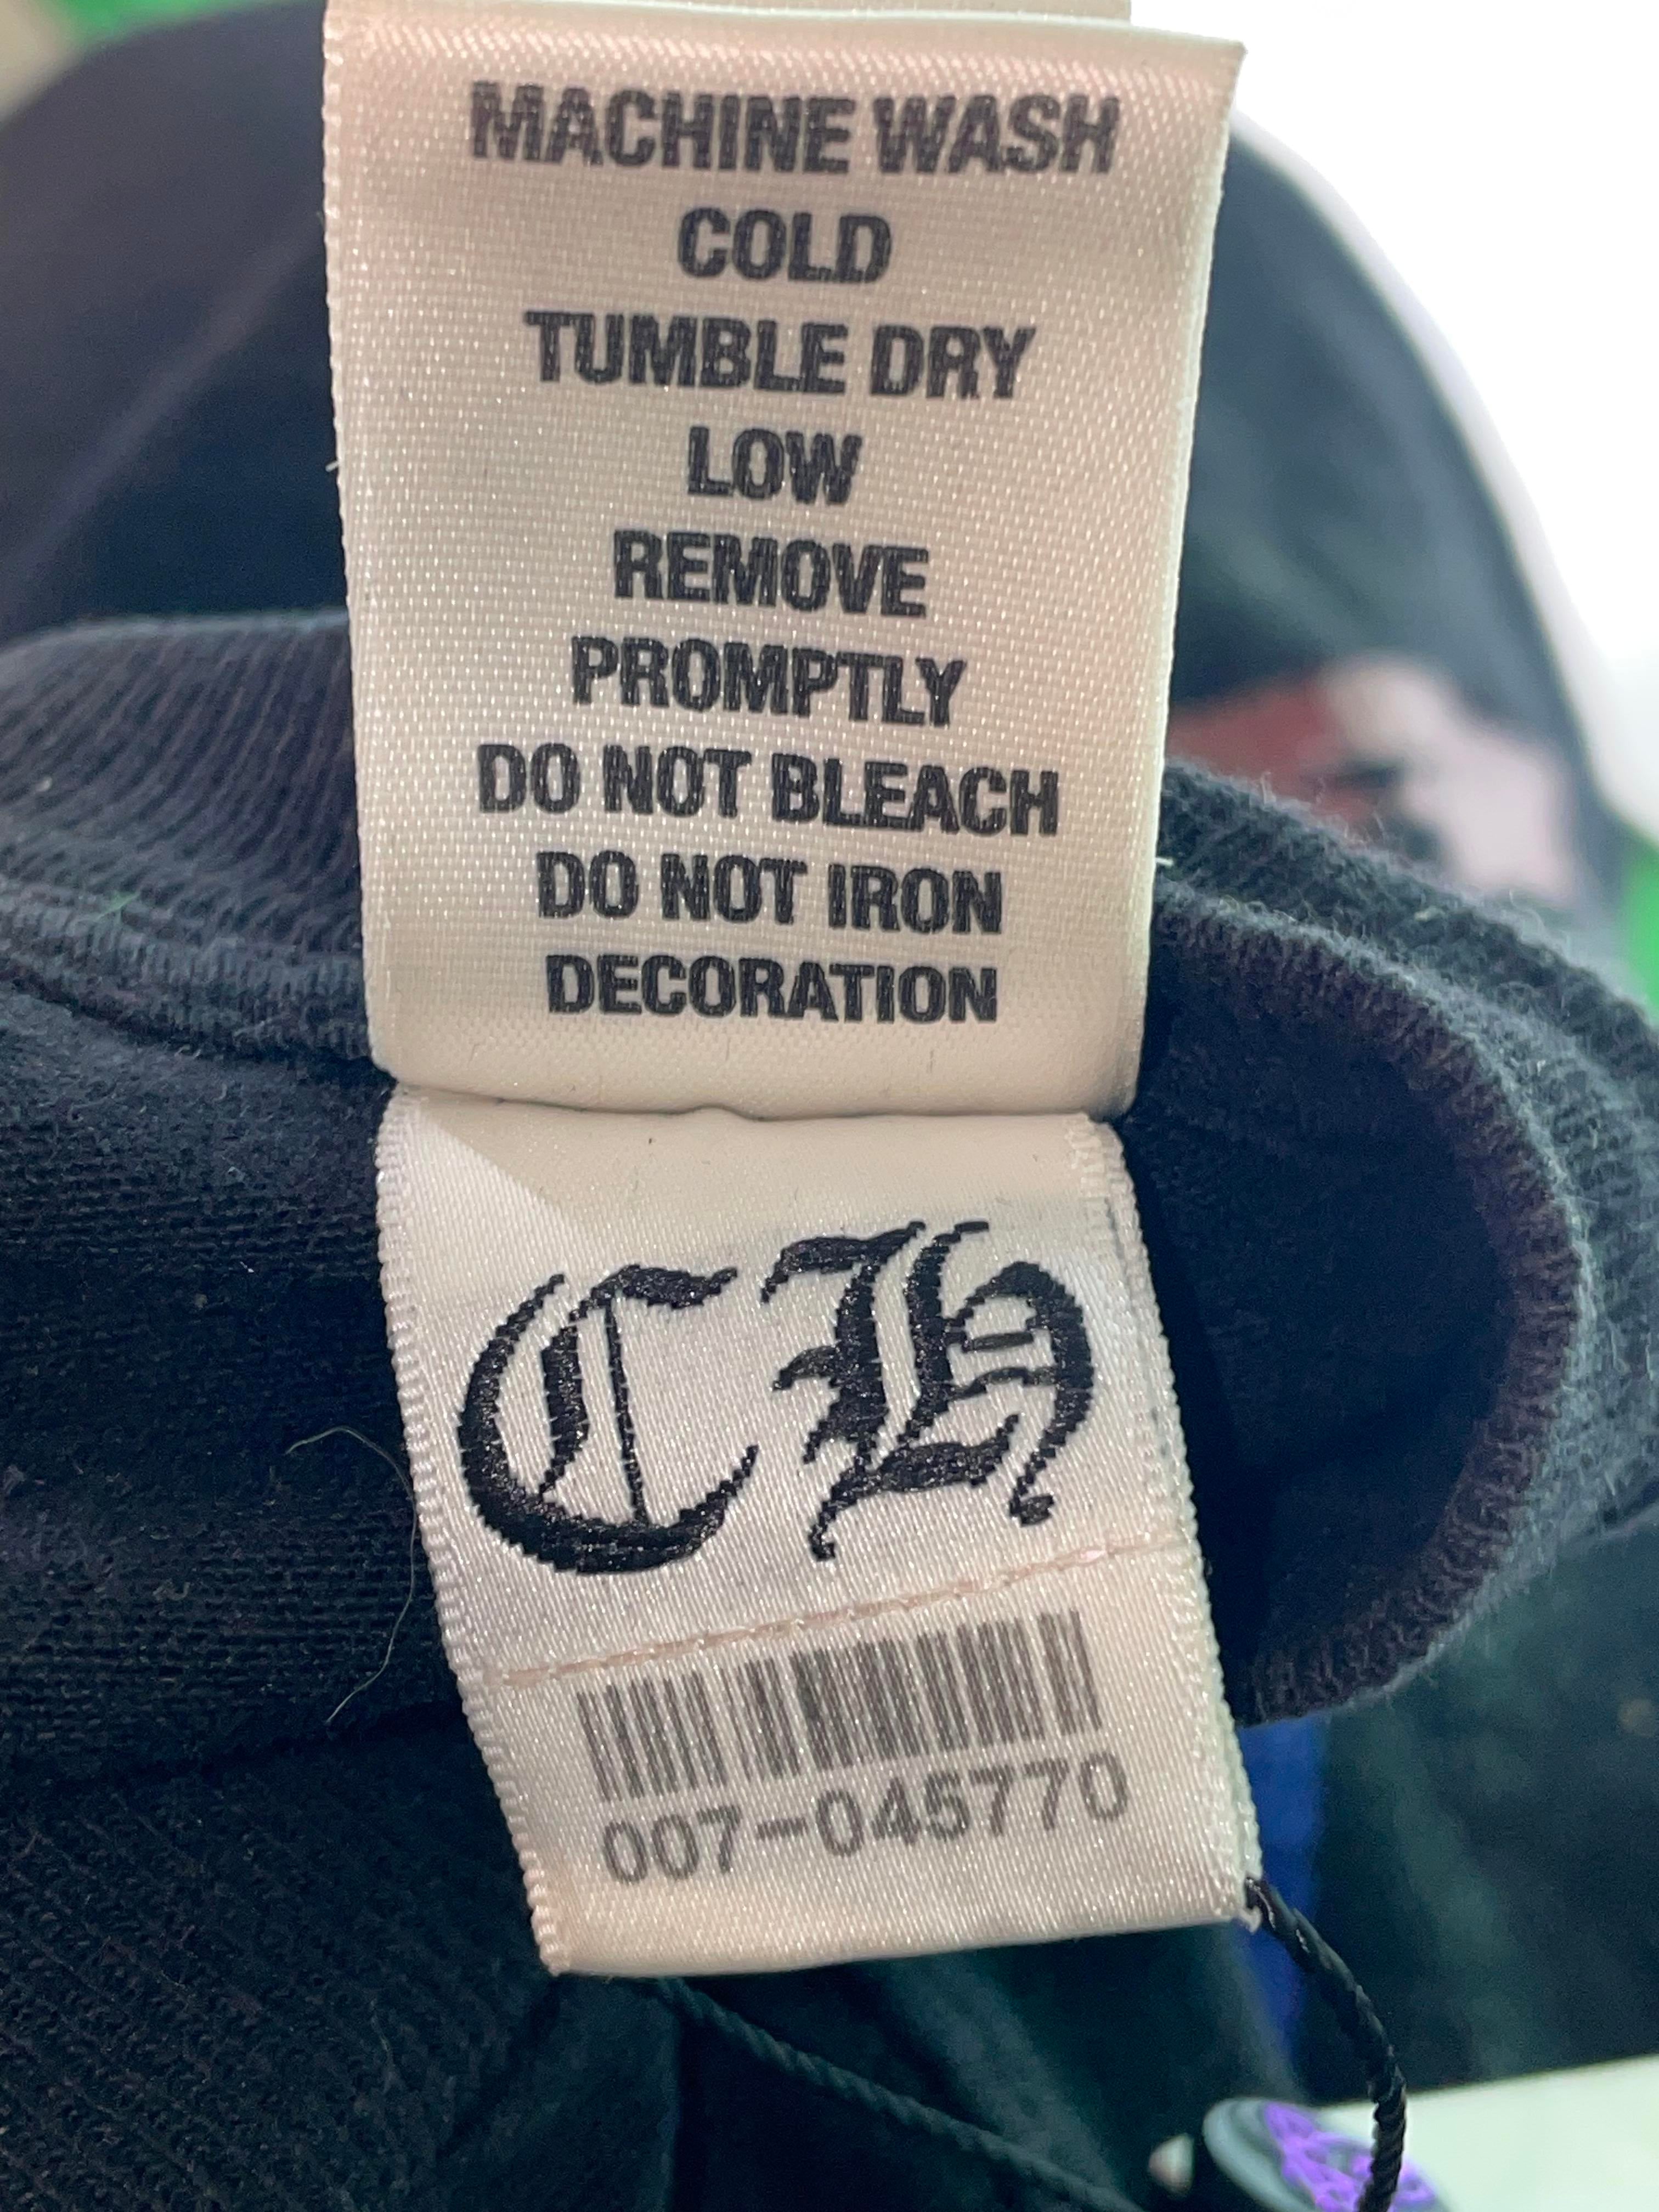 MACHINE WASH
COLD
TUMBLE DRY
LOW
REMOVE
PROMPTLY
DO NOT BLEACH
DO NOT IRON
DECORATION
CH
007-045770